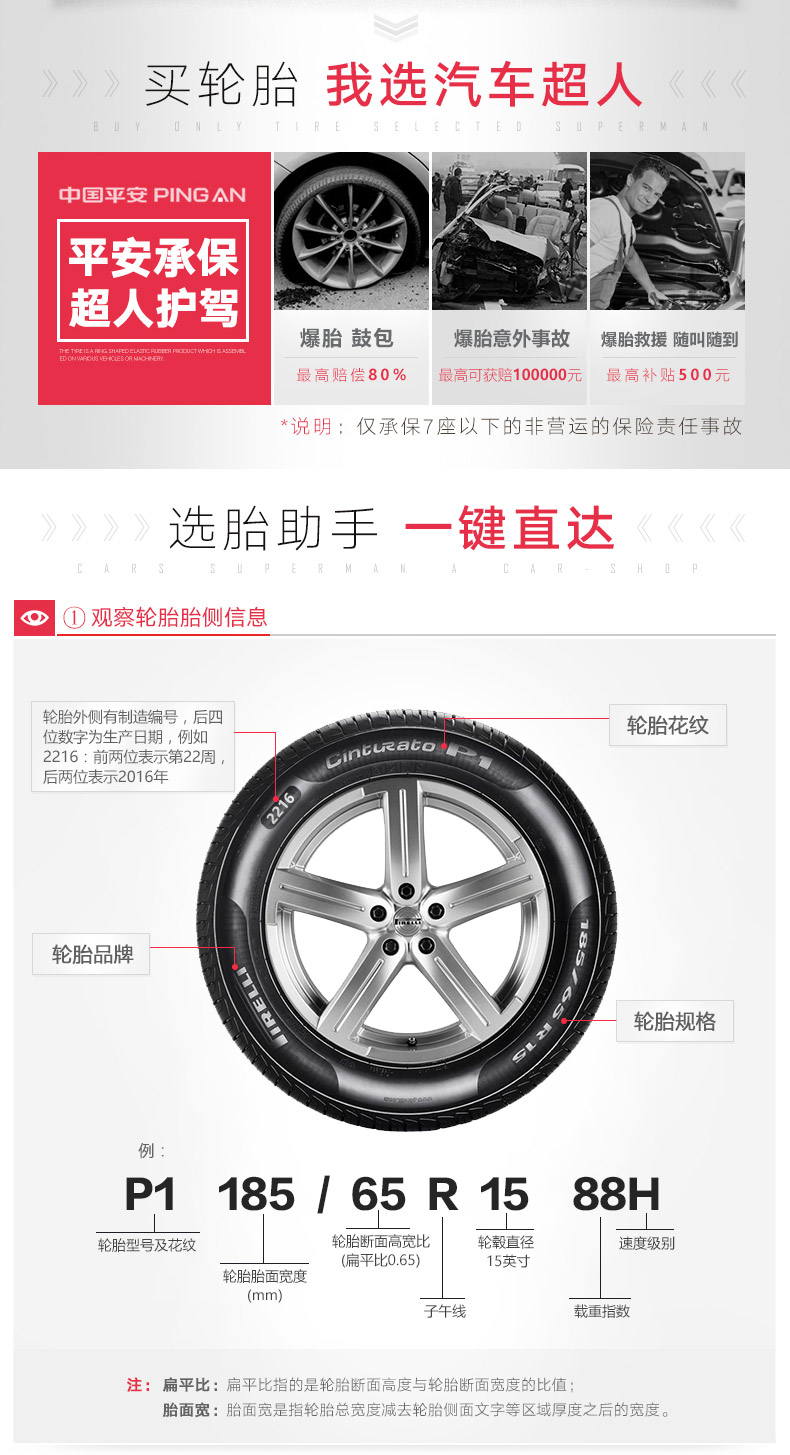 买轮胎 我选汽车超人
BUY ONLY TIRE SELECTED SUPERMAN
中国平安 PING AN
平安承保
超人护驾
THE TYRE IS A RING SHAPED ELASTIC RUBBER PRODUCT WHICH IS ASSEMBL
ED ON VARIOUS VEHICLES OR MACHINERY.
爆胎 鼓包
最高赔偿80%
爆胎意外事故
最高可获赔100000元
爆胎救援 随叫随到
最高补贴500元
*说明：仅承保7座以下的非营运的保险责任事故
选胎助手 一键直达
CARS SUPERMAN A CAR-SHOP
① 观察轮胎胎侧信息
轮胎外侧有制造编号，后四
位数字为生产日期，例如
2216：前两位表示第22周，
后两位表示2016年
轮胎花纹
Cinturato P1
2216
轮胎品牌
PIRELLI
PIRELLI
185/65 R15
轮胎规格
例：
P1 185 / 65 R 15 88H
轮胎型号及花纹
轮胎胎面宽度
(mm)
轮胎断面高宽比
(扁平比0.65)
子午线
轮毂直径
15英寸
载重指数
速度级别
注：扁平比：扁平比指的是轮胎断面高度与轮胎断面宽度的比值；
胎面宽：胎面宽是指轮胎总宽度减去轮胎侧面文字等区域厚度之后的宽度。